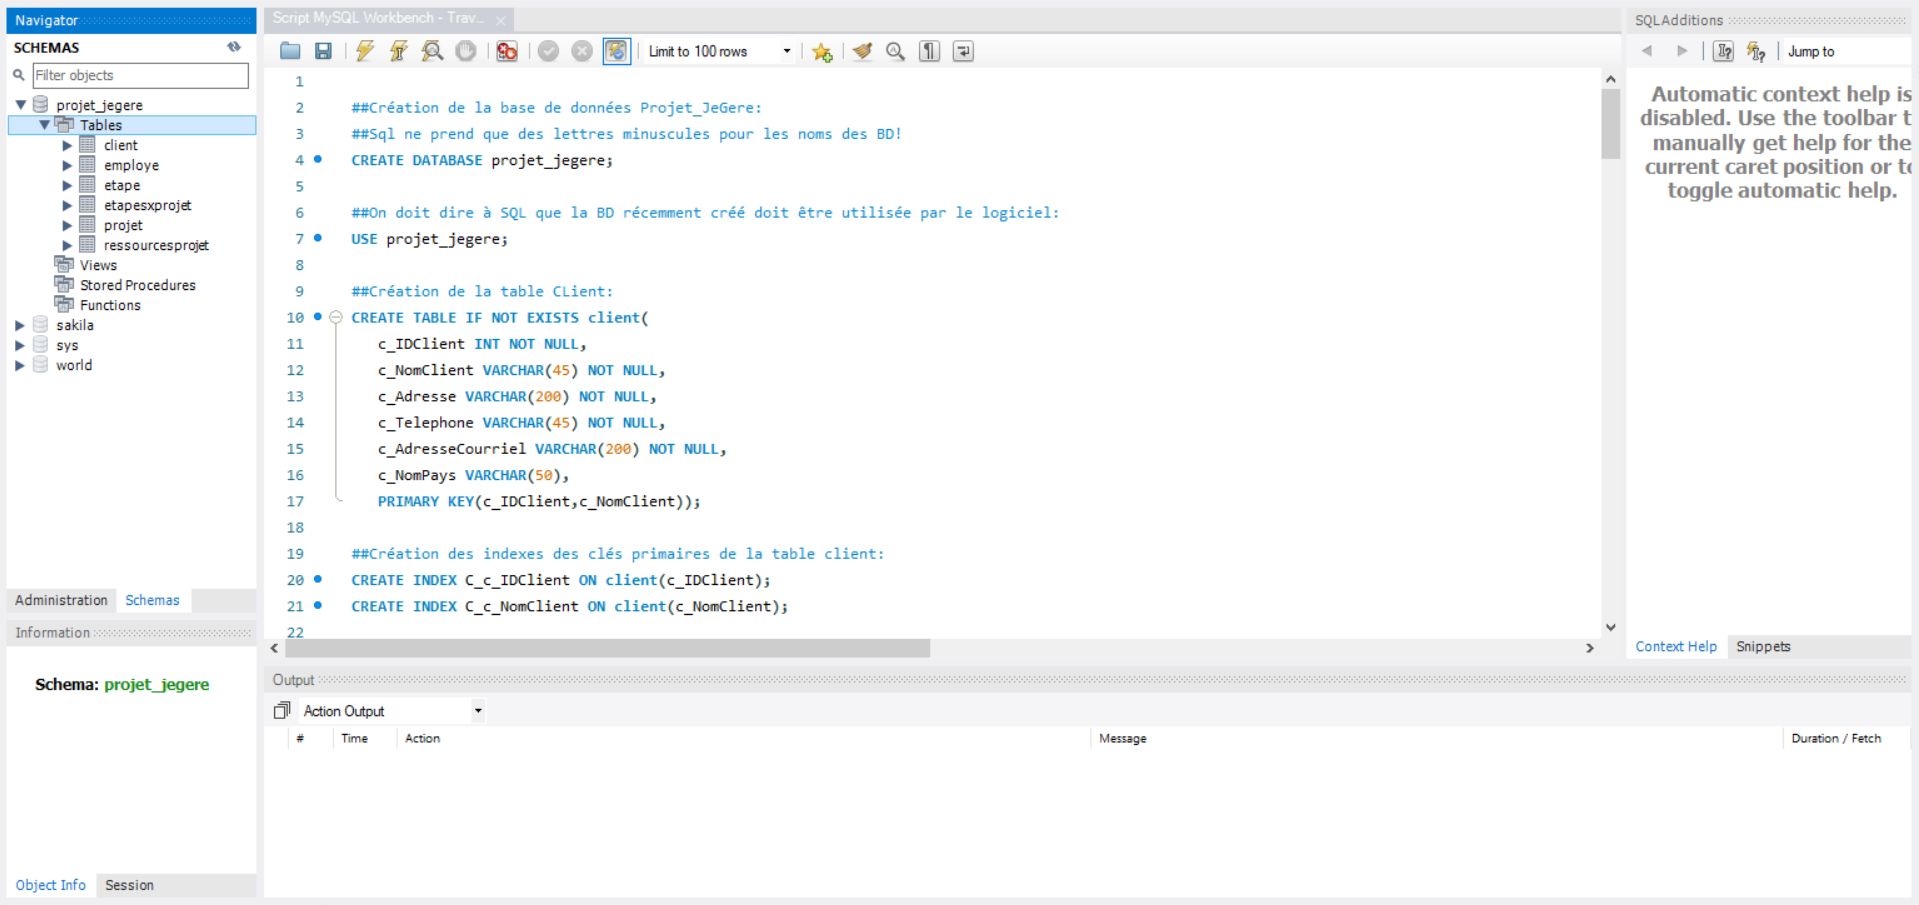 Navigator
SCHEMAS
Filter objects
projet_jegere
Tables
client
employe
etape
etapesxprojet
projet
ressourcesprojet
Views
Stored Procedures
Functions
sakila
sys
world
Administration Schemas
Information
Schema: projet_jegere
Object Info Session
Script MySQL Workbench - Trav...
Limit to 100 rows
1
2 ##Création de la base de données Projet_JeGere:
3 ##Sql ne prend que des lettres minuscules pour les noms des BD!
4 CREATE DATABASE projet_jegere;
5
6 ##On doit dire à SQL que la BD récemment créé doit être utilisée par le logiciel:
7 USE projet_jegere;
8
9 ##Création de la table CLient:
10 CREATE TABLE IF NOT EXISTS client(
11 c_IDClient INT NOT NULL,
12 c_NomClient VARCHAR(45) NOT NULL,
13 c_Adresse VARCHAR(200) NOT NULL,
14 c_Telephone VARCHAR(45) NOT NULL,
15 c_AdresseCourriel VARCHAR(200) NOT NULL,
16 c_NomPays VARCHAR(50),
17 PRIMARY KEY(c_IDClient,c_NomClient));
18
19 ##Création des indexes des clés primaires de la table client:
20 CREATE INDEX C_c_IDClient ON client(c_IDClient);
21 CREATE INDEX C_c_NomClient ON client(c_NomClient);
22
Output
Action Output
# Time Action Message Duration / Fetch
SQLAdditions
Jump to
Automatic context help is
disabled. Use the toolbar t
manually get help for the
current caret position or to
toggle automatic help.
Context Help Snippets